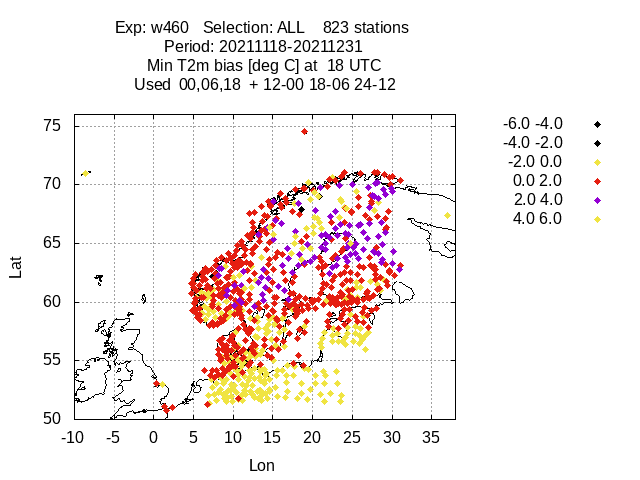 Exp: w460   Selection: ALL    823 stations
Period: 20211118-20211231
Min T2m bias [deg C] at  18 UTC
Used  00,06,18  + 12-00 18-06 24-12
-6.0 -4.0
-4.0 -2.0
-2.0 0.0
0.0 2.0
2.0 4.0
4.0 6.0
75
70
65
60
55
50
Lat
-10 -5 0 5 10 15 20 25 30 35
Lon